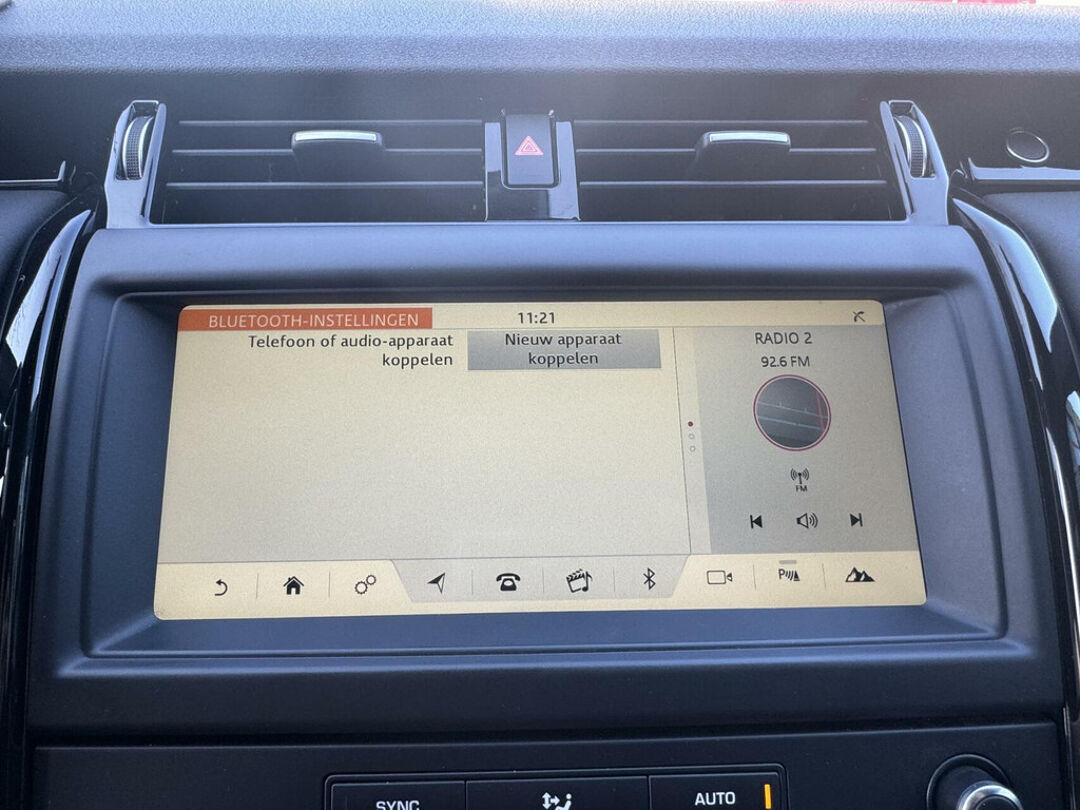 BLUETOOTH-INSTELLINGEN
11:21
Telefoon of audio-apparaat
koppelen
Nieuw apparaat
koppelen
RADIO 2
92.6 FM
FM
P
SYNC
AUTO